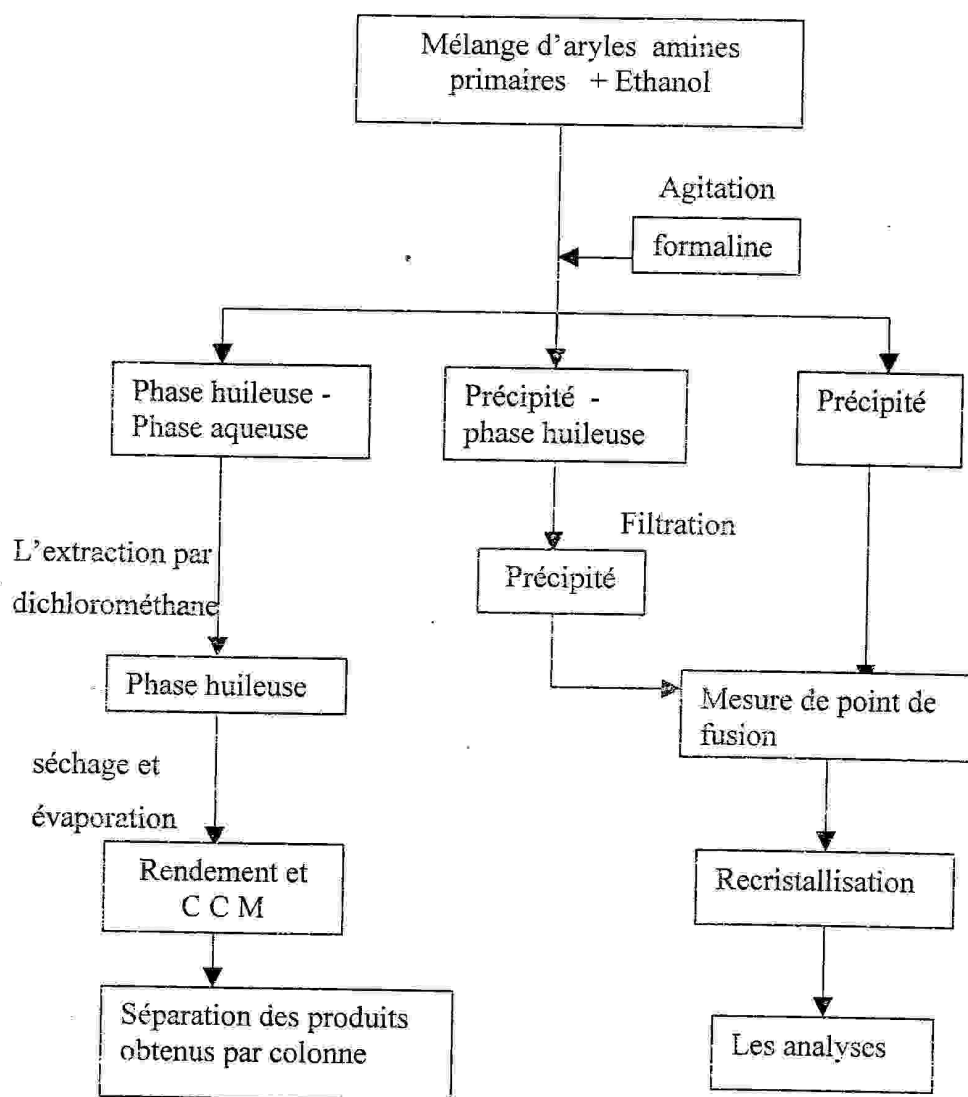 Mélange d'aryles amines
primaires + Ethanol
Agitation
formaline
Phase huileuse -
Phase aqueuse
Précipité -
phase huileuse
Précipité
L'extraction par
dichlorométhane
Filtration
Précipité
Phase huileuse
Mesure de point de
fusion
séchage et
évaporation
Rendement et
C C M
Recristallisation
Séparation des produits
obtenus par colonne
Les analyses